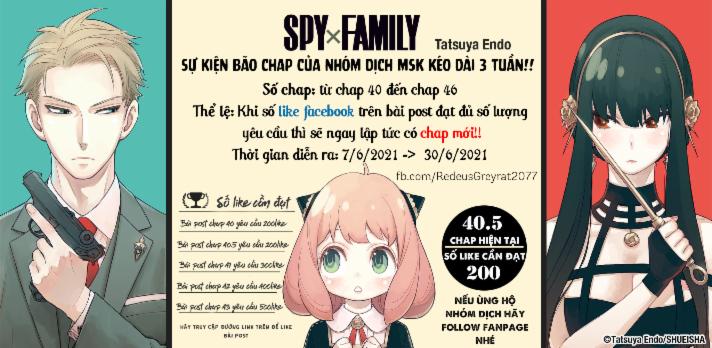 SPY×FAMILY
Tatsuya Endo
SỰ KIỆN BÃO CHAP CỦA NHÓM DỊCH MSK KÉO DÀI 3 TUẦN!!
Số chap: từ chap 40 đến chap 46
Thể lệ: Khi số like facebook trên bài post đạt đủ số lượng
yêu cầu thì sẽ ngay lập tức có chap mới!!
Thời gian diễn ra: 7/6/2021 -> 30/6/2021
fb.com/RedeusGreyrat2077
Số like cần đạt
Bài post chap 40 yêu cầu 200like
Bài post chap 40.5 yêu cầu 200like
Bài post chap 41 yêu cầu 300like
Bài post chap 42 yêu cầu 400like
Bài post chap 43 yêu cầu 500like
HÃY TRUY CẬP ĐƯỜNG LINK TRÊN ĐỂ LIKE
BÀI POST
40.5
CHAP HIỆN TẠI
SỐ LIKE CẦN ĐẠT
200
NẾU ỦNG HỘ
NHÓM DỊCH HÃY
FOLLOW FANPAGE
NHÉ
©Tatsuya Endo/SHUEISHA